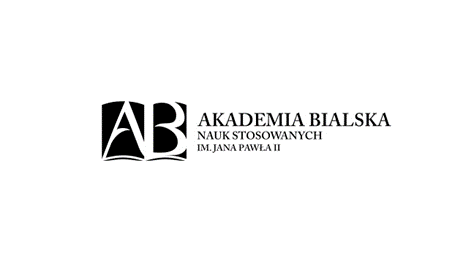 AB
AKADEMIA BIALSKA
NAUK STOSOWANYCH
IM. JANA PAWŁA II